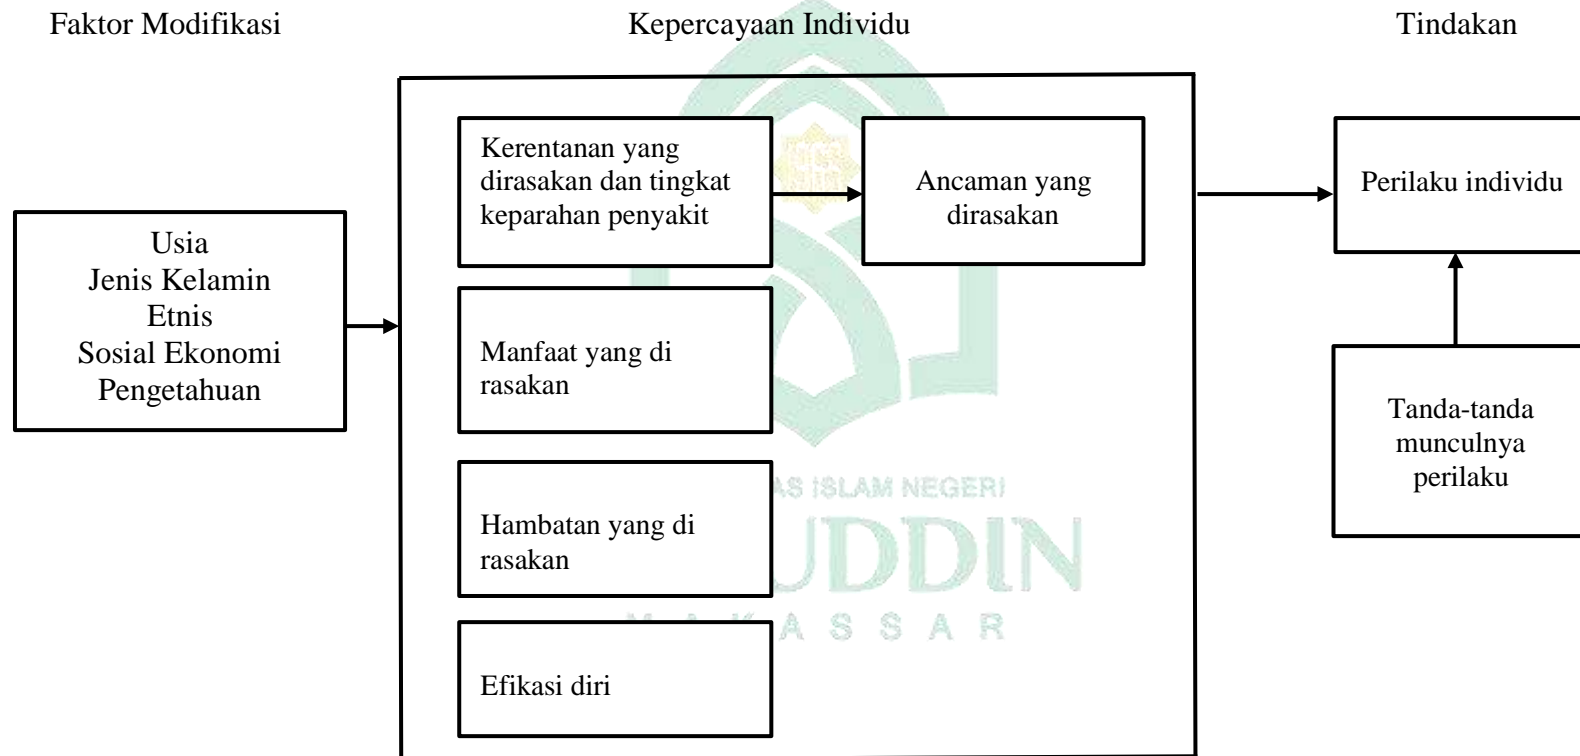 Faktor Modifikasi
Kepercayaan Individu
Tindakan
Usia
Jenis Kelamin
Etnis
Sosial Ekonomi
Pengetahuan
Kerentanan yang
dirasakan dan tingkat
keparahan penyakit
Ancaman yang
dirasakan
Manfaat yang di
rasakan
Hambatan yang di
rasakan
Efikasi diri
Perilaku individu
Tanda-tanda
munculnya
perilaku
ISLAM NEGERI